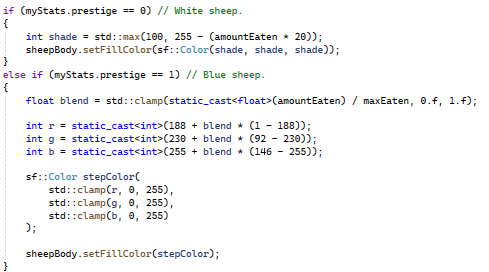 if (myStats.prestige == 0) // White sheep.
{
    int shade = std::max(100, 255 - (amountEaten * 20));
    sheepBody.setFillColor(sf::Color(shade, shade, shade));
}
else if (myStats.prestige == 1) // Blue sheep.
{
    float blend = std::clamp(static_cast<float>(amountEaten) / maxEaten, 0.f, 1.f);

    int r = static_cast<int>(188 + blend * (1 - 188));
    int g = static_cast<int>(230 + blend * (92 - 230));
    int b = static_cast<int>(255 + blend * (146 - 255));

    sf::Color stepColor(
        std::clamp(r, 0, 255),
        std::clamp(g, 0, 255),
        std::clamp(b, 0, 255)
    );

    sheepBody.setFillColor(stepColor);
}